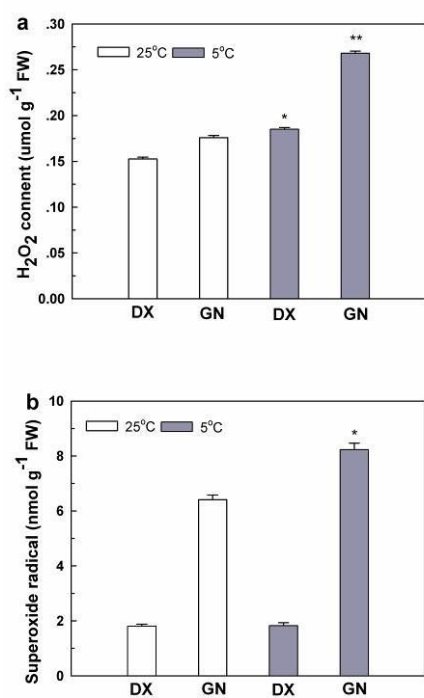 a
.30
.25
.20
.15
.10
.05
0.00
H2O2 connent (umol g-1 FW)
25°C 5°C
*
**
DX GN DX GN
b
10
8
6
4
2
0
Superoxide radical (nmol g-1 FW)
25°C 5°C
*
DX GN DX GN